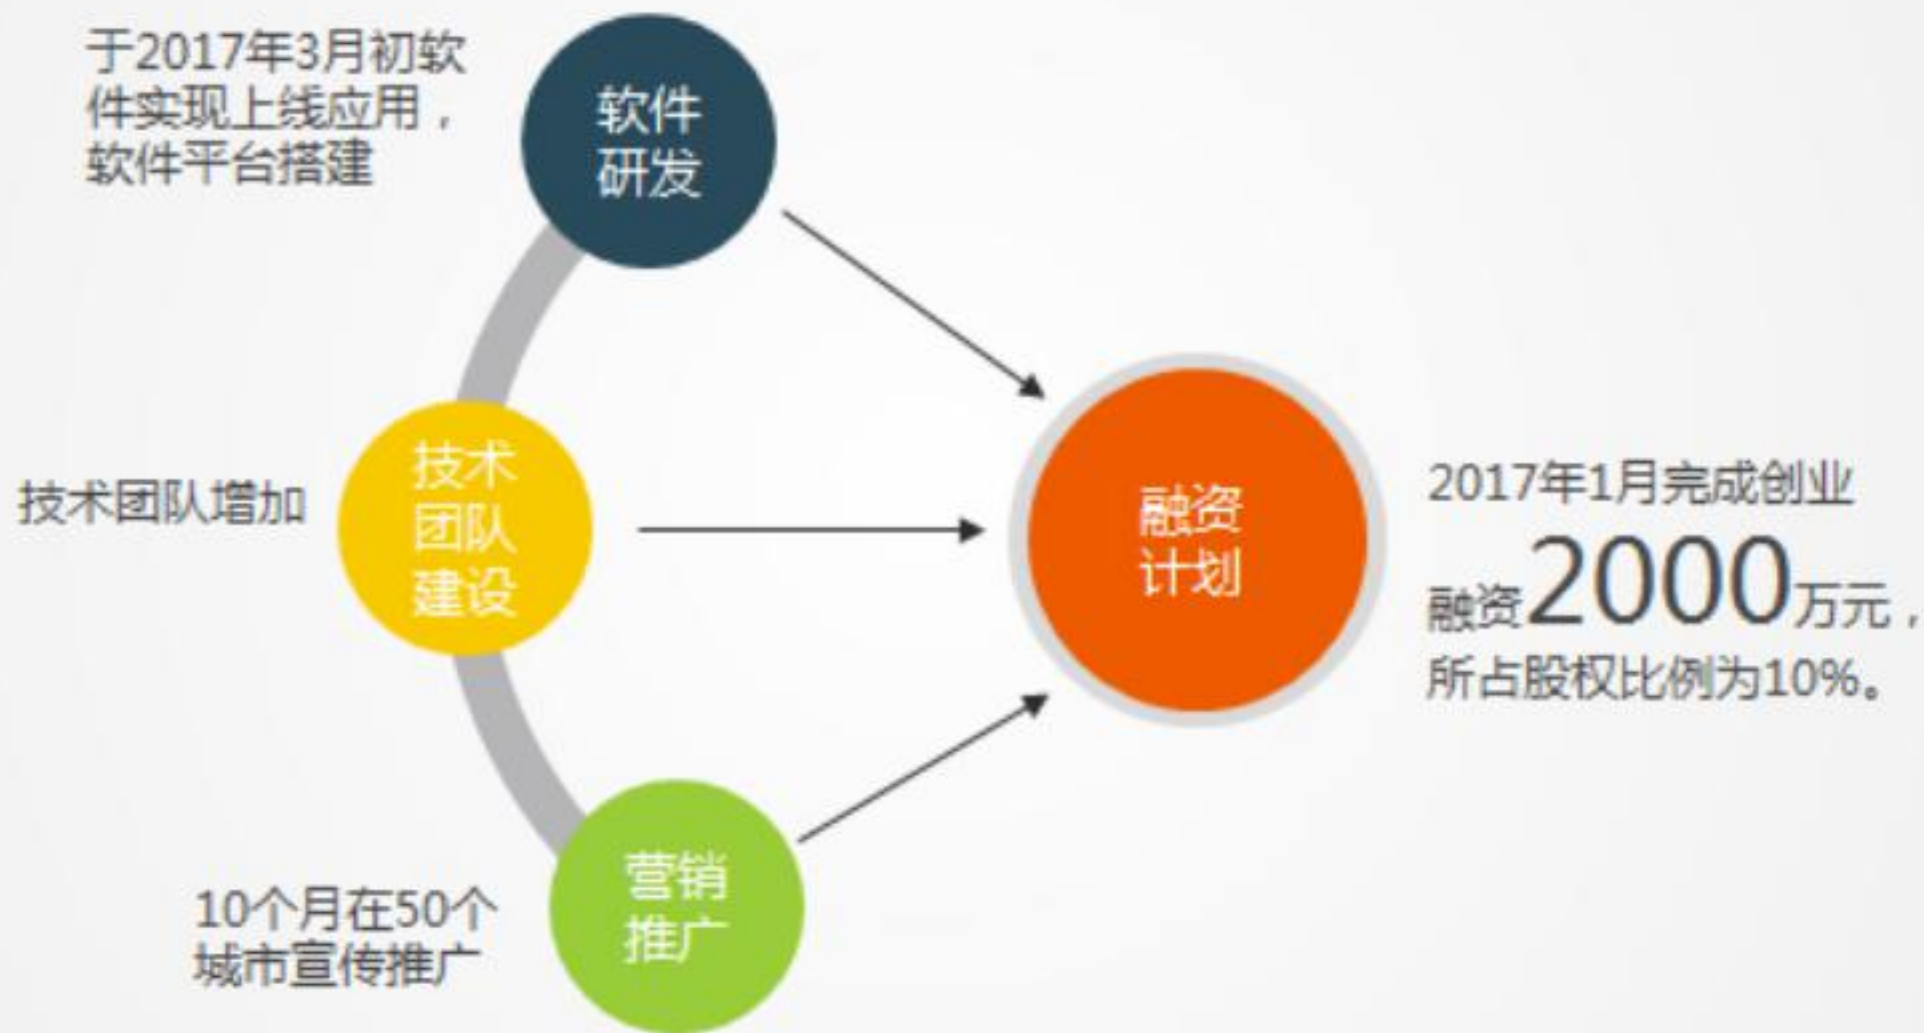 于2017年3月初软
件实现上线应用，
软件平台搭建
软件
研发
技术团队增加
技术
团队
建设
10个月在50个
城市宣传推广
营销
推广
融资
计划
2017年1月完成创业
融资2000万元，
所占股权比例为10%。